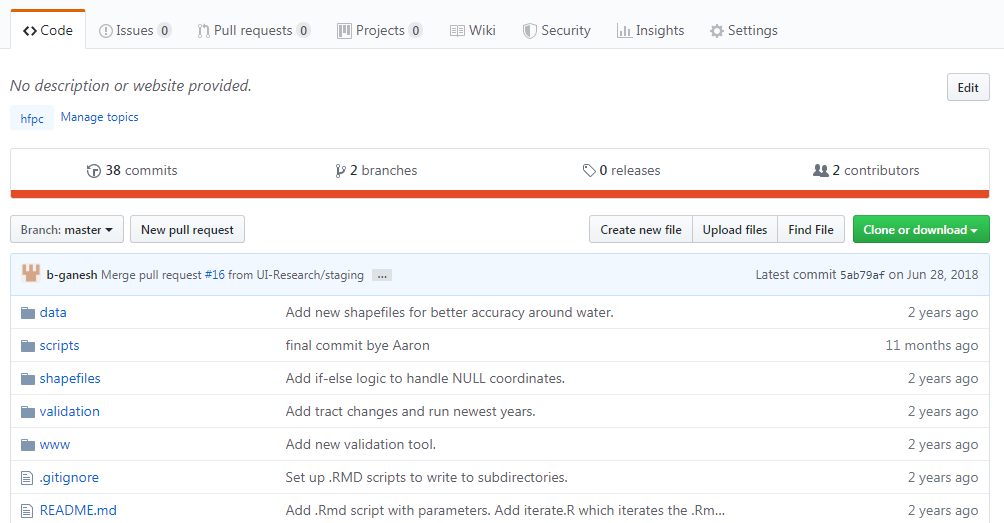 Code Issues 0 Pull requests 0 Projects 0 Wiki Security Insights Settings
No description or website provided. Edit
hfpc Manage topics
38 commits 2 branches 0 releases 2 contributors
Branch: master New pull request Create new file Upload files Find File Clone or download
b-ganesh Merge pull request #16 from UI-Research/staging ... Latest commit 5ab79af on Jun 28, 2018
data Add new shapefiles for better accuracy around water. 2 years ago
scripts final commit bye Aaron 11 months ago
shapefiles Add if-else logic to handle NULL coordinates. 2 years ago
validation Add tract changes and run newest years. 2 years ago
www Add new validation tool. 2 years ago
.gitignore Set up .RMD scripts to write to subdirectories. 2 years ago
README.md Add .Rmd script with parameters. Add iterate.R which iterates the .Rm... 2 years ago